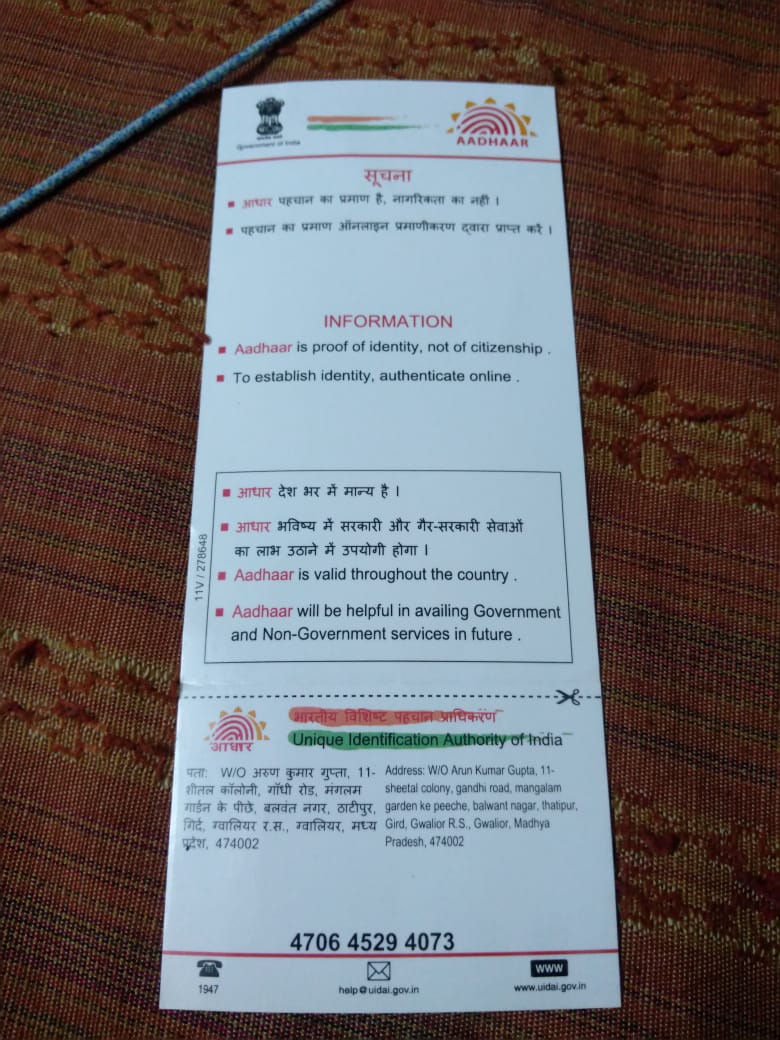 Government of India
AADHAAR
सूचना
आधार पहचान का प्रमाण है, नागरिकता का नहीं ।
पहचान का प्रमाण ऑनलाइन प्रमाणीकरण द्वारा प्राप्त करें ।
INFORMATION
Aadhaar is proof of identity, not of citizenship .
To establish identity, authenticate online .
आधार देश भर में मान्य है ।
आधार भविष्य में सरकारी और गैर-सरकारी सेवाओं
का लाभ उठाने में उपयोगी होगा ।
Aadhaar is valid throughout the country .
Aadhaar will be helpful in availing Government
and Non-Government services in future .
11V / 278648
आधार
भारतीय विशिष्ट पहचान प्राधिकरण
Unique Identification Authority of India
पता: W/O अरुण कुमार गुप्ता, 11-
शीतल कॉलोनी, गाँधी रोड, मंगलम
गार्डन के पीछे, बलवंत नगर, ठाटीपुर,
गिर्द, ग्वालियर र.स., ग्वालियर, मध्य
प्रदेश, 474002
Address: W/O Arun Kumar Gupta, 11-
sheetal colony, gandhi road, mangalam
garden ke peeche, balwant nagar, thatipur,
Gird, Gwalior R.S., Gwalior, Madhya
Pradesh, 474002
4706 4529 4073
1947
help@uidai.gov.in
www
www.uidai.gov.in